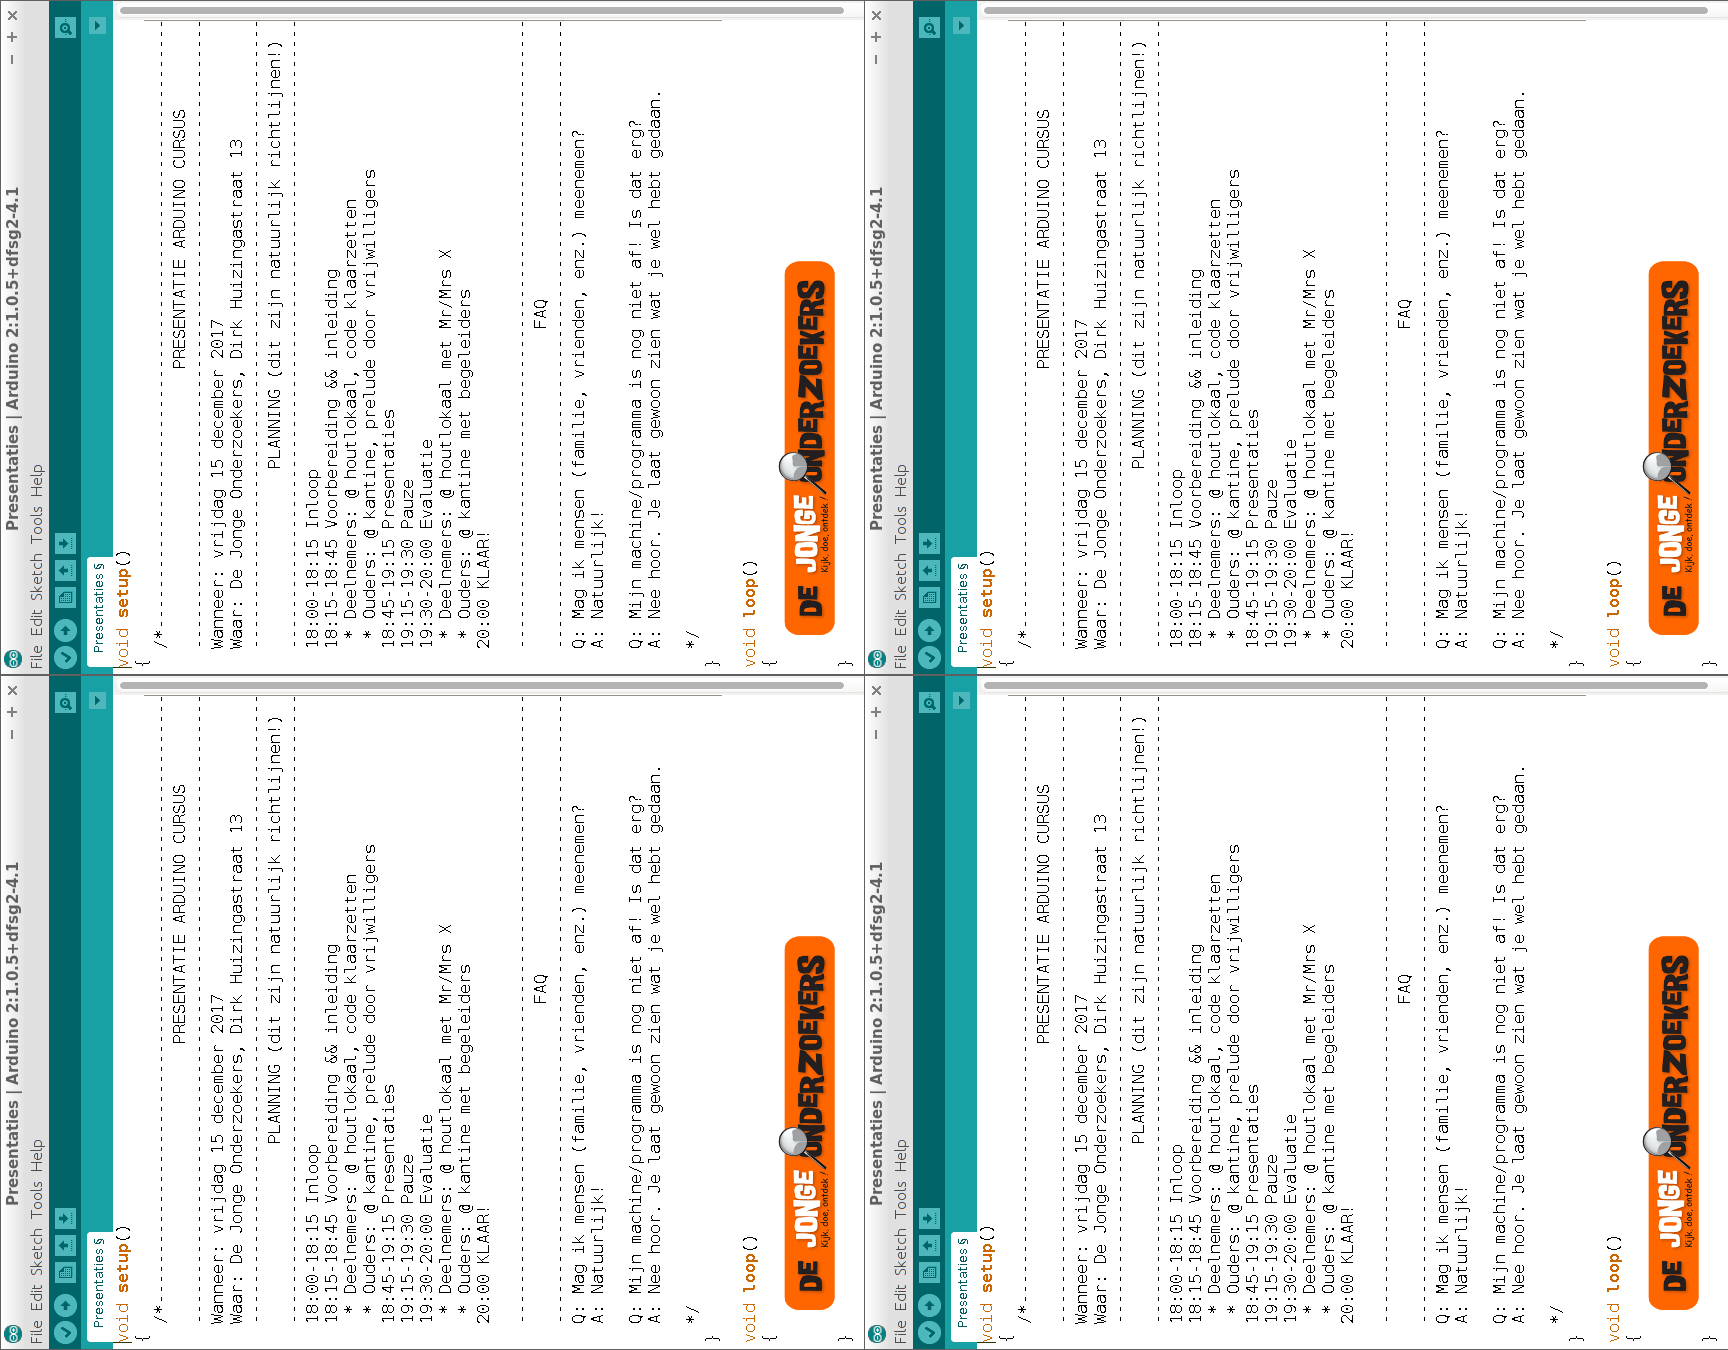 Presentaties | Arduino 2:1.0.5+dfsg2-4.1
File Edit Sketch Tools Help
Presentaties §
void setup()
{
/*
PRESENTATIE ARDUINO CURSUS
Wanneer: vrijdag 15 december 2017
Waar: De Jonge Onderzoekers, Dirk Huizingastraat 13
PLANNING (dit zijn natuurlijk richtlijnen!)
18:00-18:15 Inloop
18:15-18:45 Voorbereiding && inleiding
* Deelnemers: @ houtlokaal, code klaarzetten
* Ouders: @ kantine, prelude door vrijwilligers
18:45-19:15 Presentaties
19:15-19:30 Pauze
19:30-20:00 Evaluatie
* Deelnemers: @ houtlokaal met Mr/Mrs X
* Ouders: @ kantine met begeleiders
20:00 KLAAR!
FAQ
Q: Mag ik mensen (familie, vrienden, enz.) meenemen?
A: Natuurlijk!
Q: Mijn machine/programma is nog niet af! Is dat erg?
A: Nee hoor. Je laat gewoon zien wat je wel hebt gedaan.
*/
}
void loop()
{
DE JONGE ONDERZOEKERS
Kijk, doe, ontdek!
}
Presentaties | Arduino 2:1.0.5+dfsg2-4.1
File Edit Sketch Tools Help
Presentaties §
void setup()
{
/*
PRESENTATIE ARDUINO CURSUS
Wanneer: vrijdag 15 december 2017
Waar: De Jonge Onderzoekers, Dirk Huizingastraat 13
PLANNING (dit zijn natuurlijk richtlijnen!)
18:00-18:15 Inloop
18:15-18:45 Voorbereiding && inleiding
* Deelnemers: @ houtlokaal, code klaarzetten
* Ouders: @ kantine, prelude door vrijwilligers
18:45-19:15 Presentaties
19:15-19:30 Pauze
19:30-20:00 Evaluatie
* Deelnemers: @ houtlokaal met Mr/Mrs X
* Ouders: @ kantine met begeleiders
20:00 KLAAR!
FAQ
Q: Mag ik mensen (familie, vrienden, enz.) meenemen?
A: Natuurlijk!
Q: Mijn machine/programma is nog niet af! Is dat erg?
A: Nee hoor. Je laat gewoon zien wat je wel hebt gedaan.
*/
}
void loop()
{
DE JONGE ONDERZOEKERS
Kijk, doe, ontdek!
}
Presentaties | Arduino 2:1.0.5+dfsg2-4.1
File Edit Sketch Tools Help
Presentaties §
void setup()
{
/*
PRESENTATIE ARDUINO CURSUS
Wanneer: vrijdag 15 december 2017
Waar: De Jonge Onderzoekers, Dirk Huizingastraat 13
PLANNING (dit zijn natuurlijk richtlijnen!)
18:00-18:15 Inloop
18:15-18:45 Voorbereiding && inleiding
* Deelnemers: @ houtlokaal, code klaarzetten
* Ouders: @ kantine, prelude door vrijwilligers
18:45-19:15 Presentaties
19:15-19:30 Pauze
19:30-20:00 Evaluatie
* Deelnemers: @ houtlokaal met Mr/Mrs X
* Ouders: @ kantine met begeleiders
20:00 KLAAR!
FAQ
Q: Mag ik mensen (familie, vrienden, enz.) meenemen?
A: Natuurlijk!
Q: Mijn machine/programma is nog niet af! Is dat erg?
A: Nee hoor. Je laat gewoon zien wat je wel hebt gedaan.
*/
}
void loop()
{
DE JONGE ONDERZOEKERS
Kijk, doe, ontdek!
}
Presentaties | Arduino 2:1.0.5+dfsg2-4.1
File Edit Sketch Tools Help
Presentaties §
void setup()
{
/*
PRESENTATIE ARDUINO CURSUS
Wanneer: vrijdag 15 december 2017
Waar: De Jonge Onderzoekers, Dirk Huizingastraat 13
PLANNING (dit zijn natuurlijk richtlijnen!)
18:00-18:15 Inloop
18:15-18:45 Voorbereiding && inleiding
* Deelnemers: @ houtlokaal, code klaarzetten
* Ouders: @ kantine, prelude door vrijwilligers
18:45-19:15 Presentaties
19:15-19:30 Pauze
19:30-20:00 Evaluatie
* Deelnemers: @ houtlokaal met Mr/Mrs X
* Ouders: @ kantine met begeleiders
20:00 KLAAR!
FAQ
Q: Mag ik mensen (familie, vrienden, enz.) meenemen?
A: Natuurlijk!
Q: Mijn machine/programma is nog niet af! Is dat erg?
A: Nee hoor. Je laat gewoon zien wat je wel hebt gedaan.
*/
}
void loop()
{
DE JONGE ONDERZOEKERS
Kijk, doe, ontdek!
}